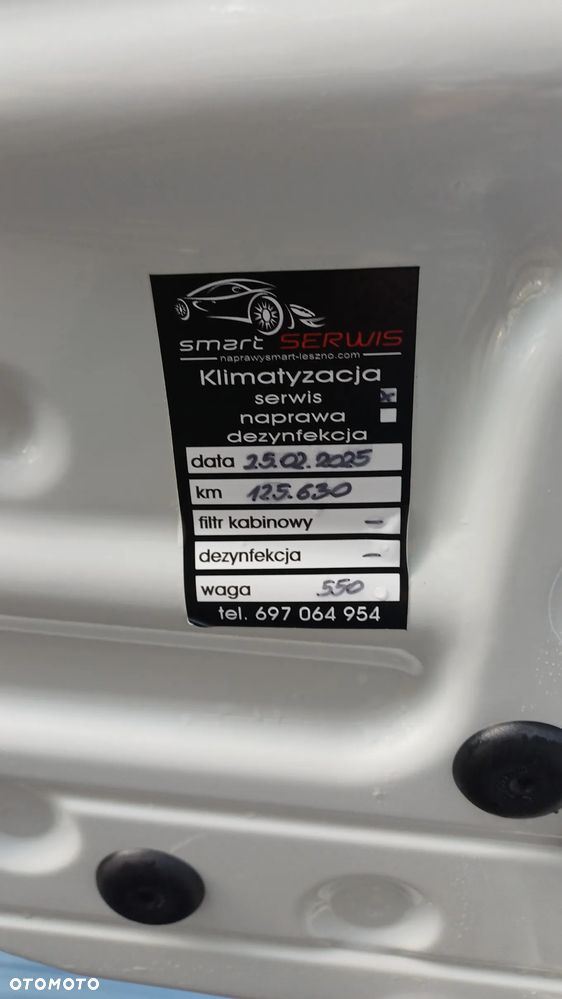 smart SERWIS
naprawysmart-leszno.com
Klimatyzacja
serwis x
naprawa
dezynfekcja
data 25.02.2025
km 125.630
filtr kabinowy -
dezynfekcja -
waga 550
tel. 697 064 954
OTOMOTO